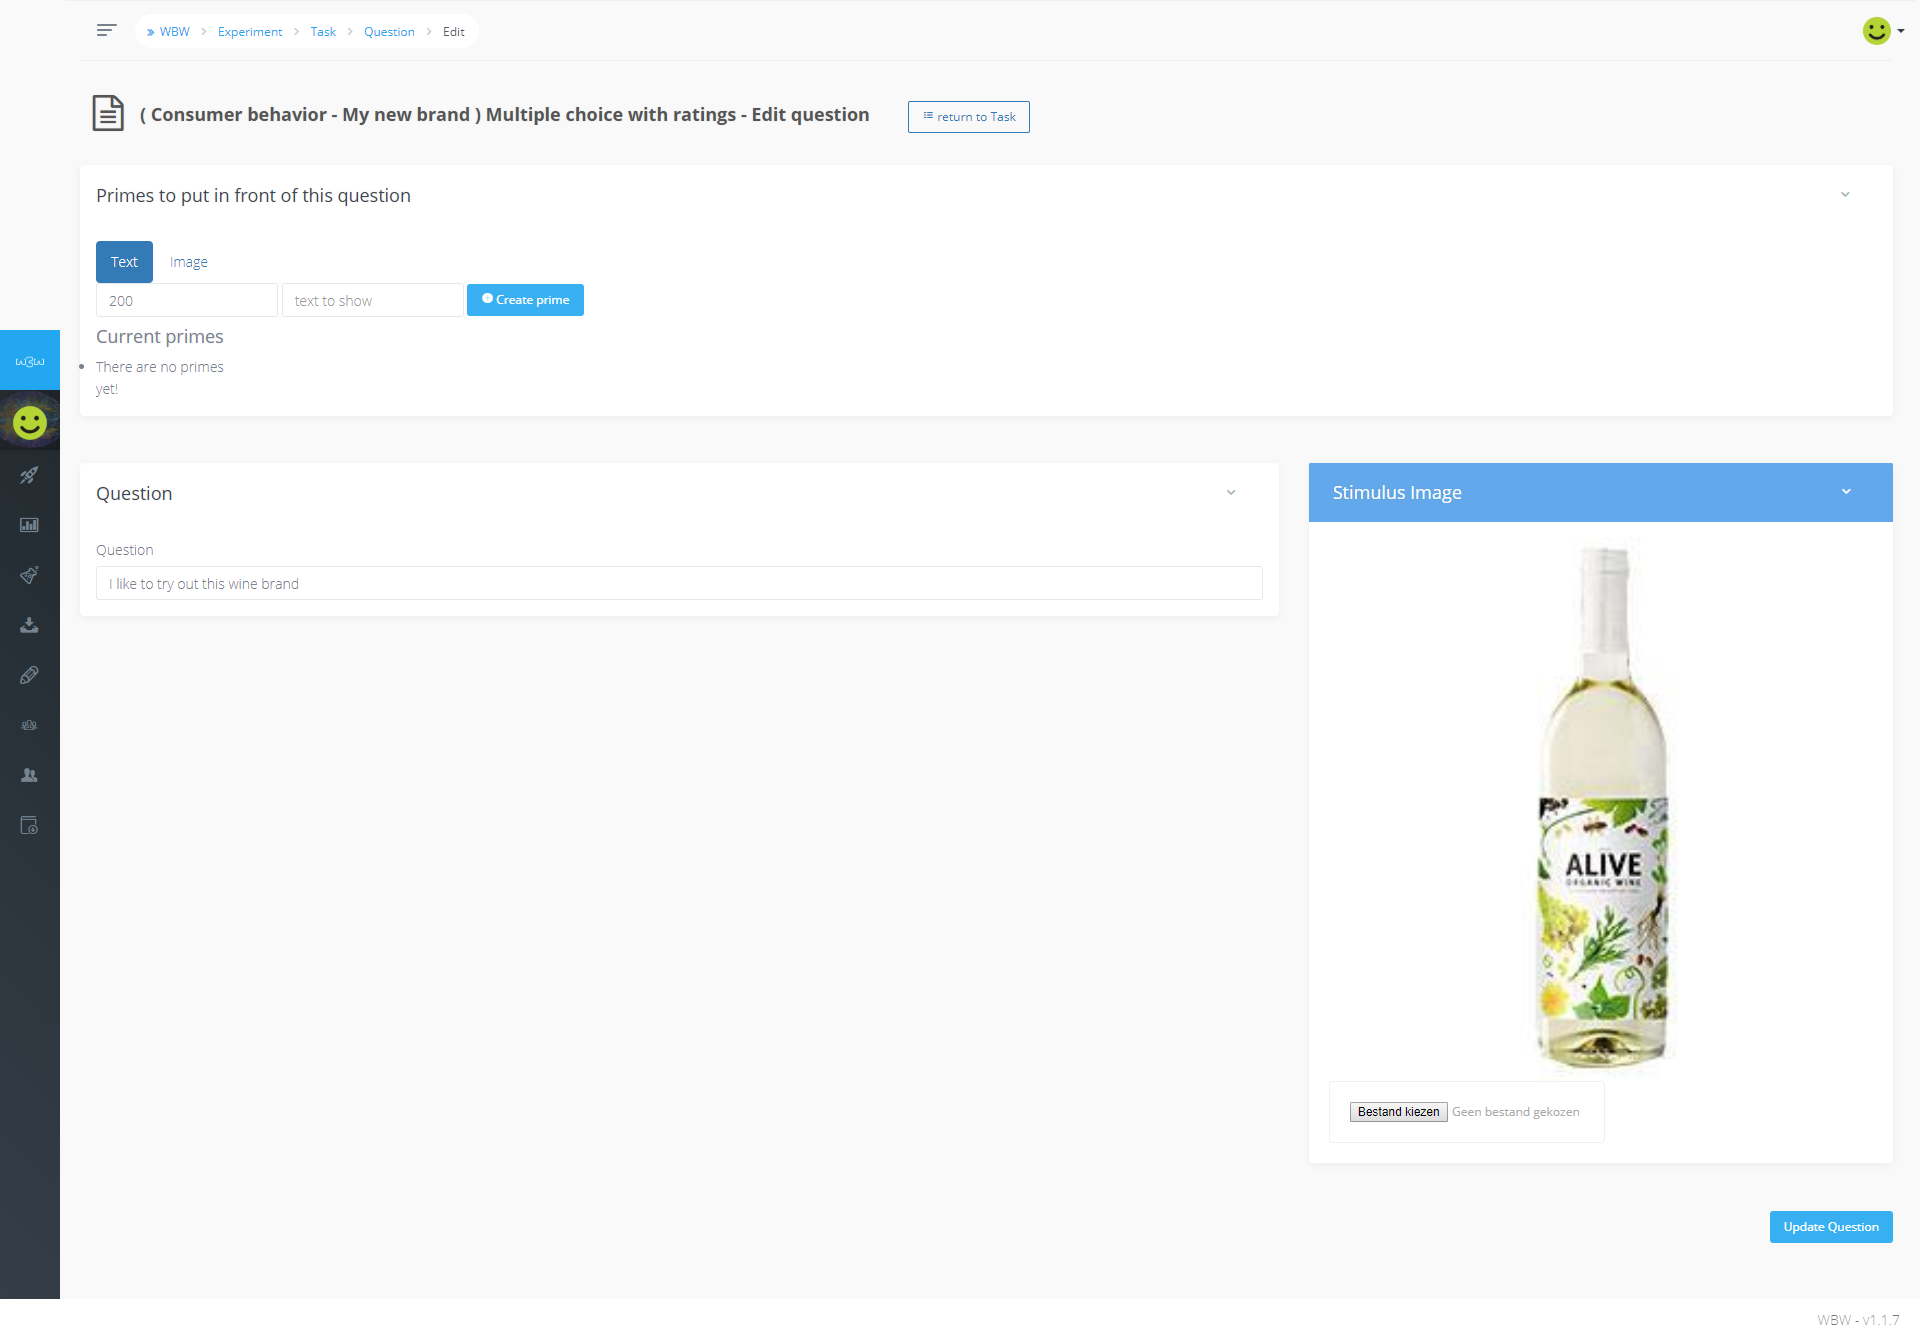 WBW Experiment Task Question Edit
( Consumer behavior - My new brand ) Multiple choice with ratings - Edit question
return to Task
Primes to put in front of this question
Text Image
200 text to show Create prime
Current primes
There are no primes
yet!
Question
Question
I like to try out this wine brand
Stimulus Image
ALIVE
ORGANIC WINE
Bestand kiezen Geen bestand gekozen
Update Question
WBW - v1.1.7